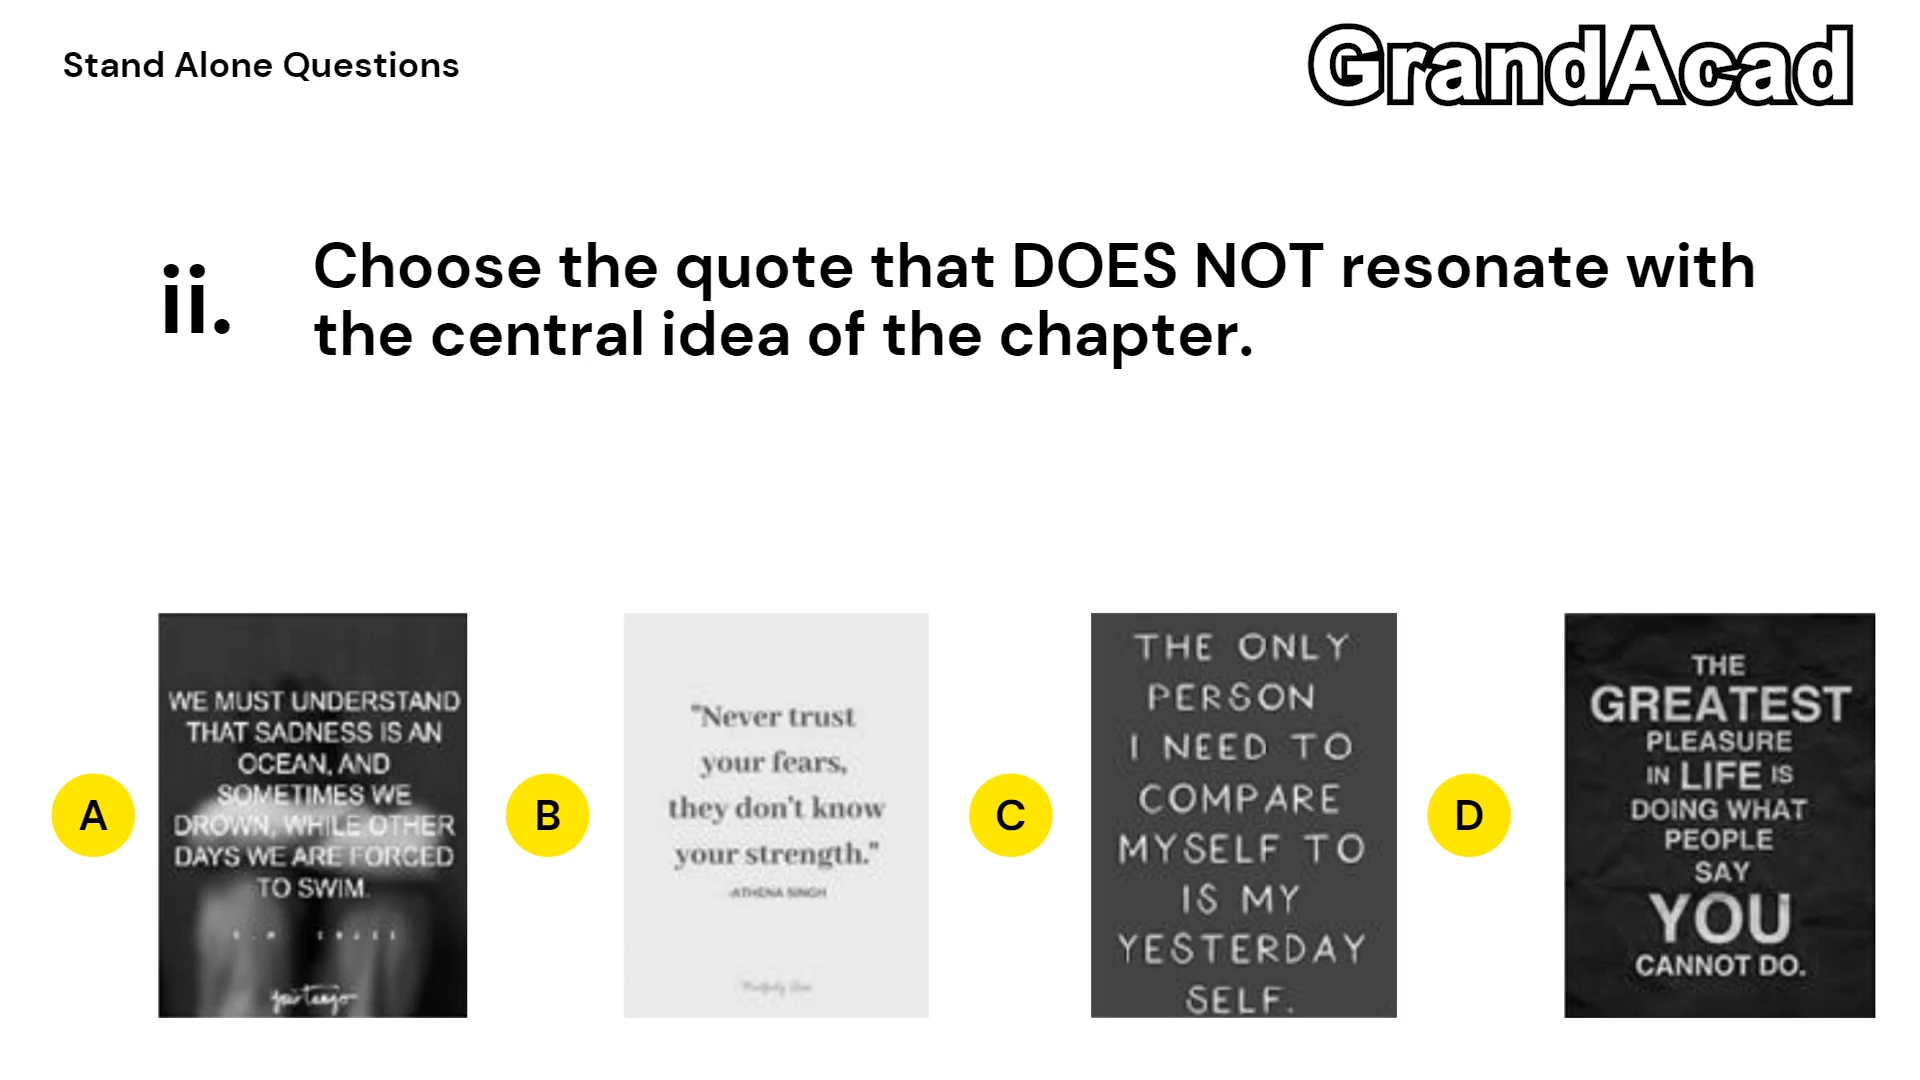 Stand Alone Questions
GrandAcad
ii.
Choose the quote that DOES NOT resonate with
the central idea of the chapter.
A
WE MUST UNDERSTAND
THAT SADNESS IS AN
OCEAN, AND
SOMETIMES WE
DROWN, WHILE OTHER
DAYS WE ARE FORCED
TO SWIM.
yourtango
B
"Never trust
your fears,
they don't know
your strength."
-ATHENA SINGH
C
THE ONLY
PERSON
I NEED TO
COMPARE
MYSELF TO
IS MY
YESTERDAY
SELF.
D
THE
GREATEST
PLEASURE
IN LIFE IS
DOING WHAT
PEOPLE
SAY
YOU
CANNOT DO.